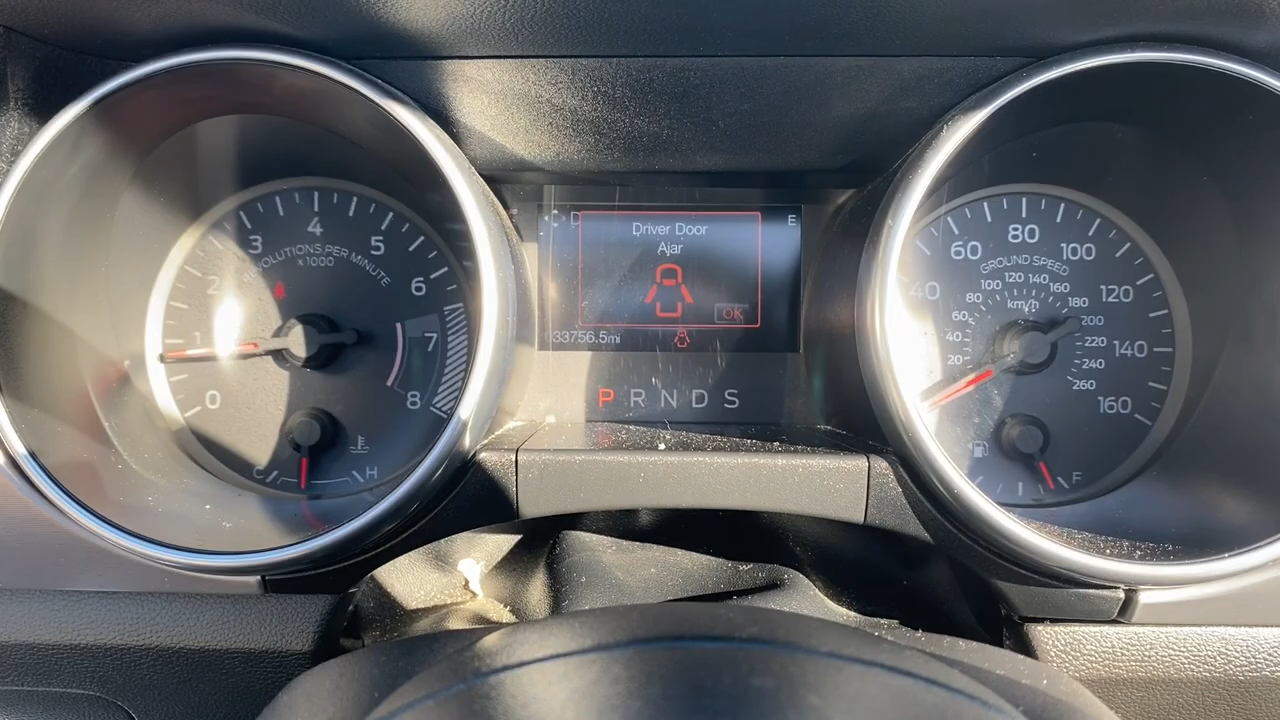 D
E
Driver Door
Ajar
OK
033756.5mi
P R N D S
0
1
2
3
4
5
6
7
8
REVOLUTIONS PER MINUTE
x1000
C
H
40
60
80
100
120
140
160
GROUND SPEED
km/h
20
40
60
80
100
120
140
160
180
200
220
240
260
F